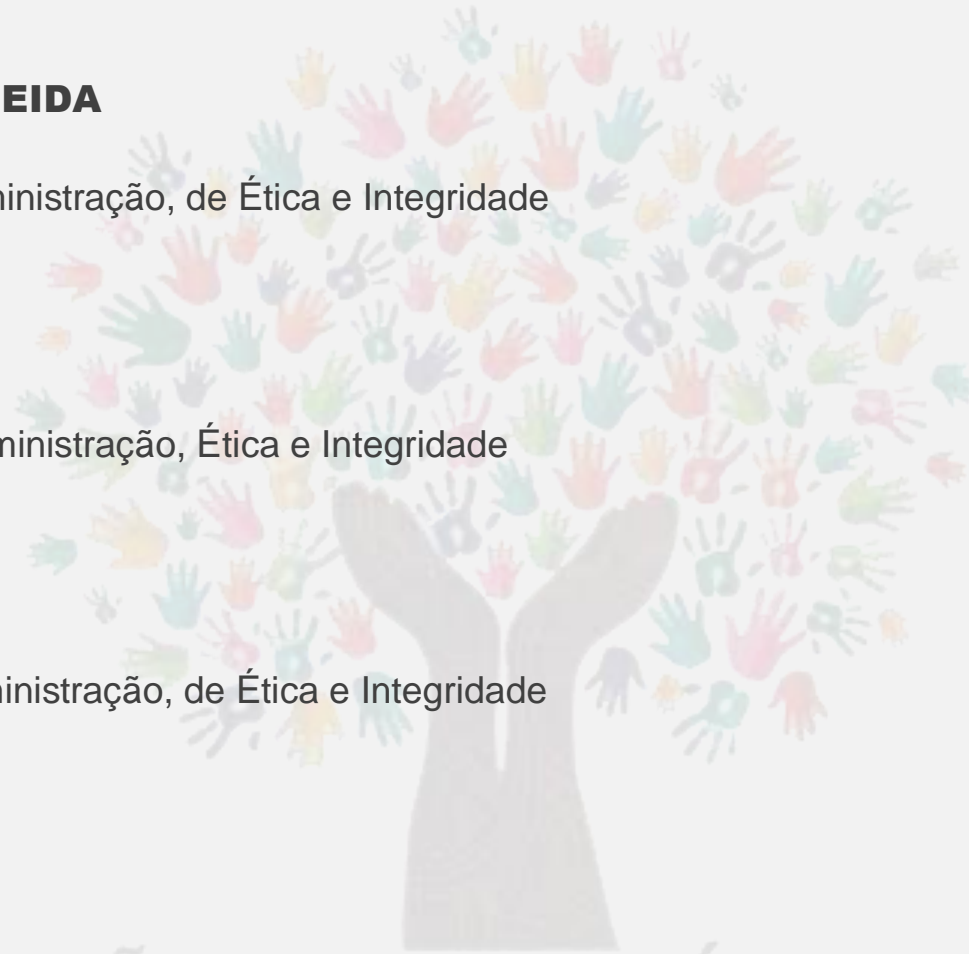 EIDA
ministração, de Ética e Integridade
ministração, Ética e Integridade
ministração, de Ética e Integridade